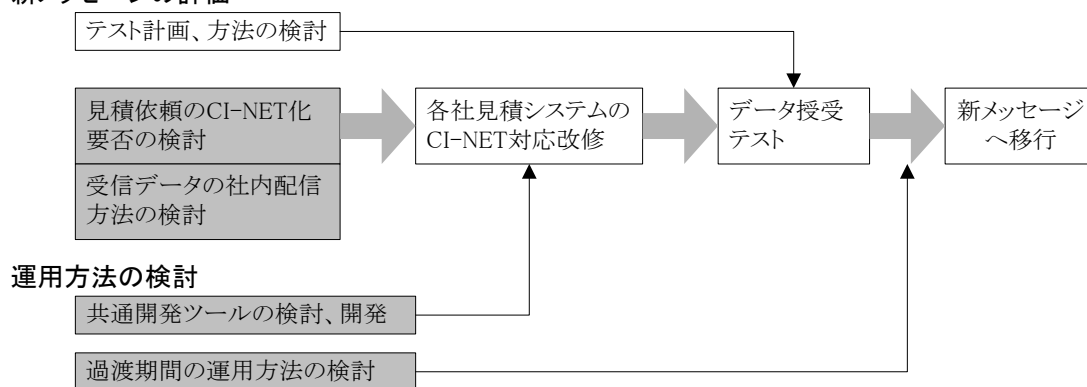 テスト計画、方法の検討
見積依頼のCI-NET化
要否の検討
受信データの社内配信
方法の検討
各社見積システムの
CI-NET対応改修
データ授受
テスト
新メッセージ
へ移行
運用方法の検討
共通開発ツールの検討、開発
過渡期間の運用方法の検討